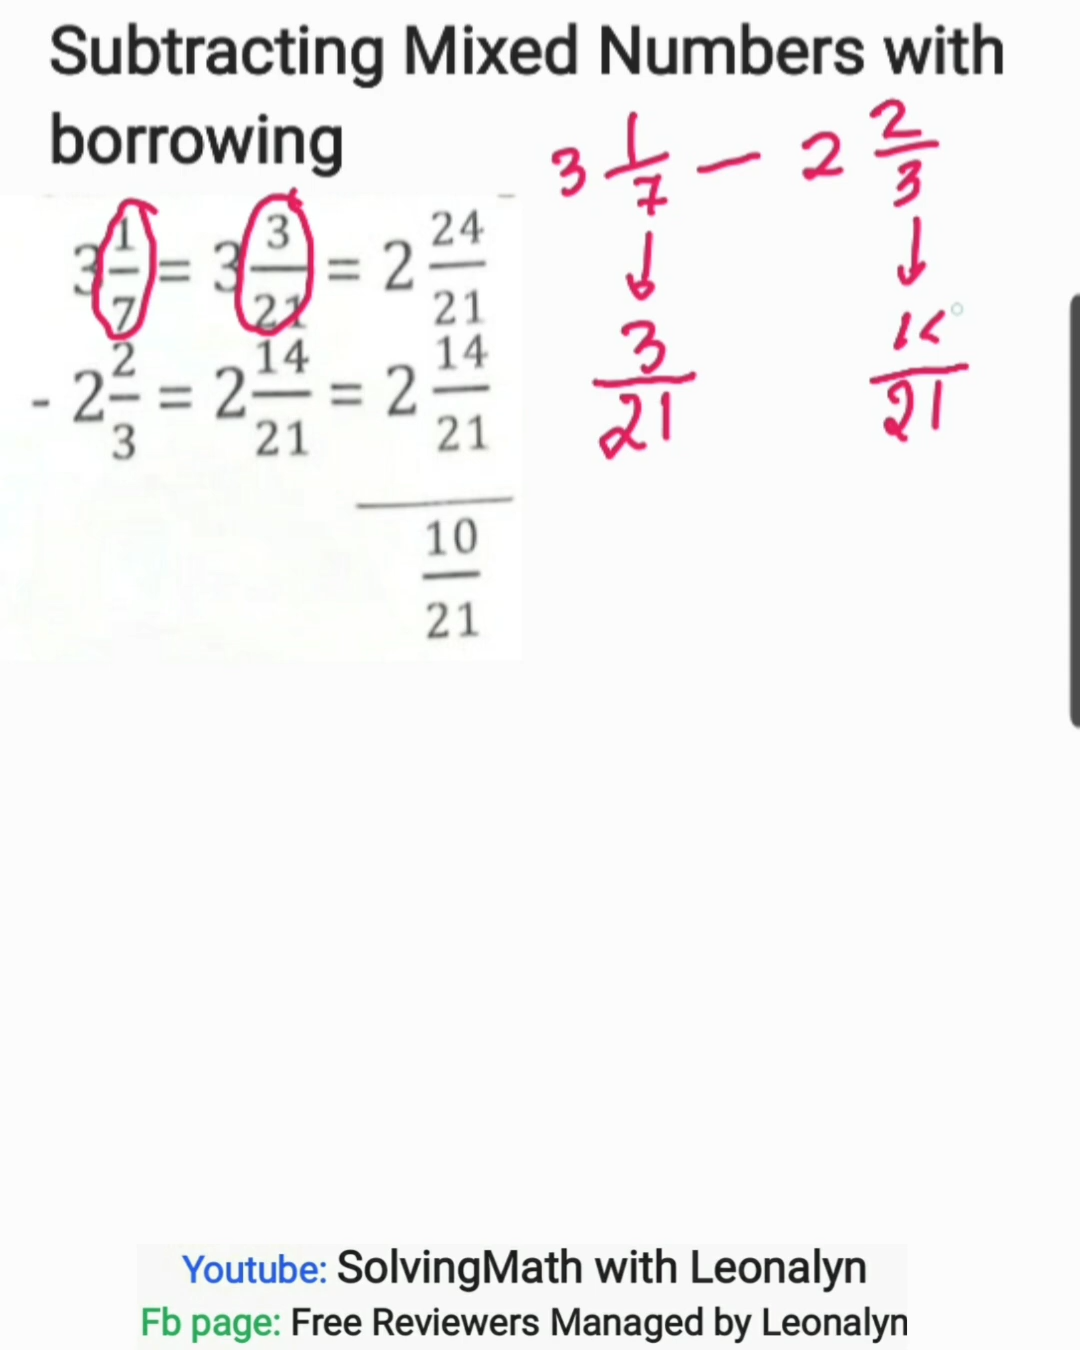 Subtracting Mixed Numbers with
borrowing
3 1/7 - 2 2/3
3 1/7 = 3 3/21 = 2 24/21
- 2 2/3 = 2 14/21 = 2 14/21
10/21
3/21
21
Youtube: SolvingMath with Leonalyn
Fb page: Free Reviewers Managed by Leonalyn